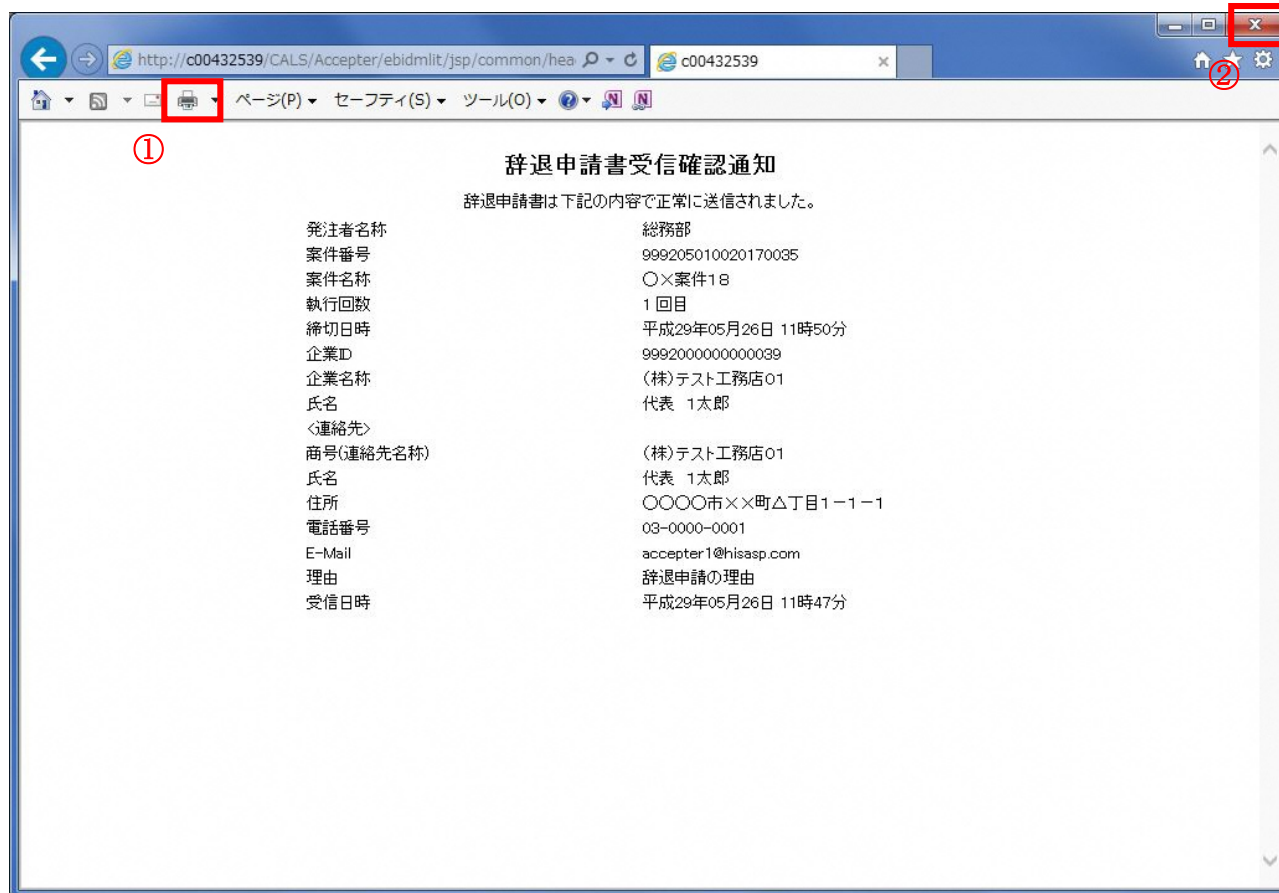 ②
http://c00432539/CALS/Accepter/ebidmlit/jsp/common/hea
c00432539
ページ(P) セーフティ(S) ツール(O)
①
辞退申請書受信確認通知
辞退申請書は下記の内容で正常に送信されました。
発注者名称 総務部
案件番号 999205010020170035
案件名称 〇×案件18
執行回数 1回目
締切日時 平成29年05月26日 11時50分
企業ID 9992000000000039
企業名称 (株)テスト工務店01
氏名 代表 1太郎
<連絡先>
商号(連絡先名称) (株)テスト工務店01
氏名 代表 1太郎
住所 〇〇〇〇市××町△丁目1-1-1
電話番号 03-0000-0001
E-Mail accepter1@hisasp.com
理由 辞退申請の理由
受信日時 平成29年05月26日 11時47分